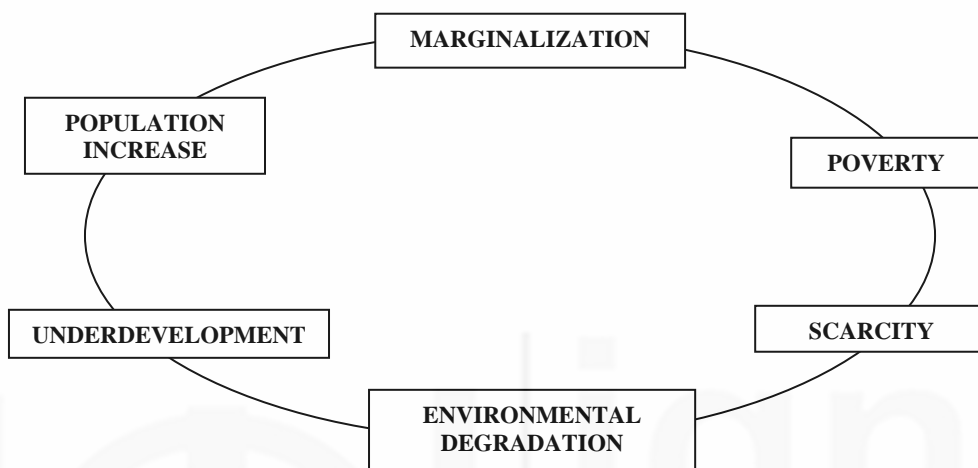 MARGINALIZATION
POPULATION
INCREASE
POVERTY
UNDERDEVELOPMENT
SCARCITY
ENVIRONMENTAL
DEGRADATION